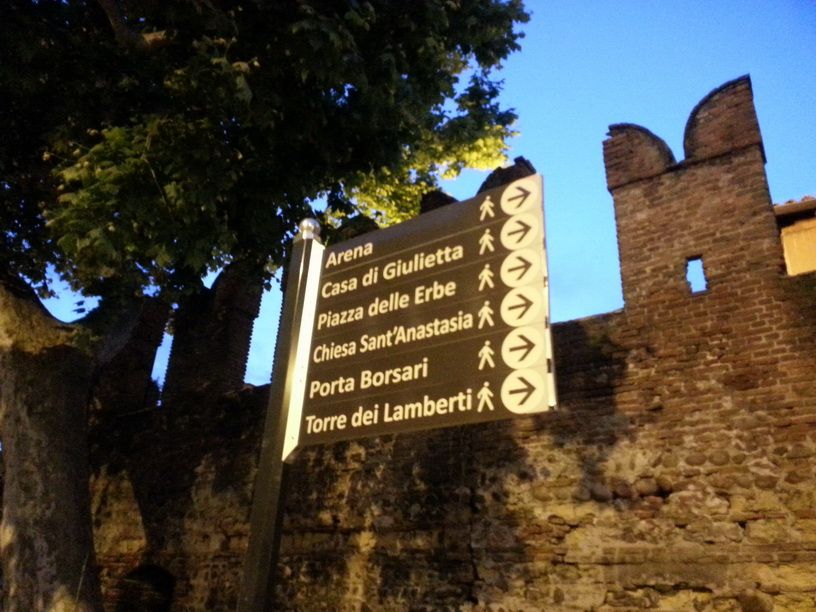 Arena
Casa di Giulietta
Piazza delle Erbe
Chiesa Sant'Anastasia
Porta Borsari
Torre dei Lamberti